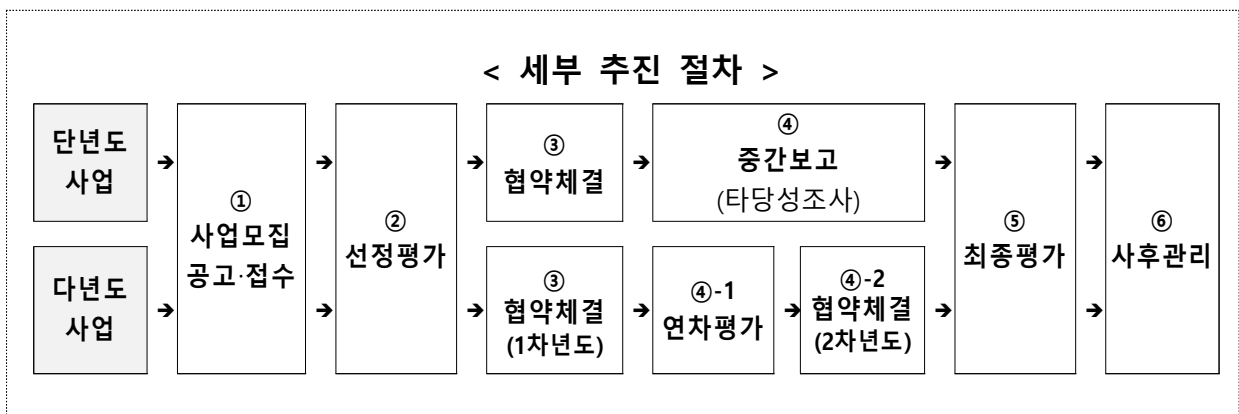 < 세부 추진 절차 >
단년도
사업
➔
①
사업모집
공고·접수
➔
②
선정평가
➔
③
협약체결
➔
④
중간보고
(타당성조사)
➔
⑤
최종평가
➔
⑥
사후관리
다년도
사업
➔
➔
➔
③
협약체결
(1차년도)
➔
④-1
연차평가
➔
④-2
협약체결
(2차년도)
➔
➔